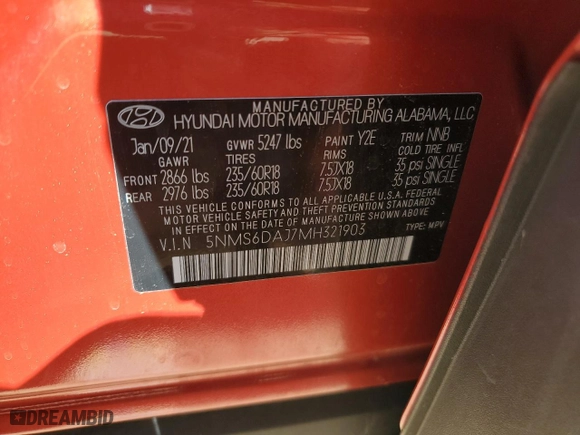 MANUFACTURED BY
HYUNDAI MOTOR MANUFACTURING ALABAMA, LLC
Jan/09/21 GVWR 5247 lbs PAINT Y2E TRIM NNB
GAWR TIRES RIMS COLD TIRE INFL
FRONT 2866 lbs 235/60R18 7.5JX18 35 psi SINGLE
REAR 2976 lbs 235/60R18 7.5JX18 35 psi SINGLE
THIS VEHICLE CONFORMS TO ALL APPLICABLE U.S.A. FEDERAL
MOTOR VEHICLE SAFETY AND THEFT PREVENTION STANDARDS
IN EFFECT ON THE DATE OF MANUFACTURE SHOWN ABOVE.
V.I.N 5NMS6DAJ7MH321903 TYPE: MPV
DREAMBID